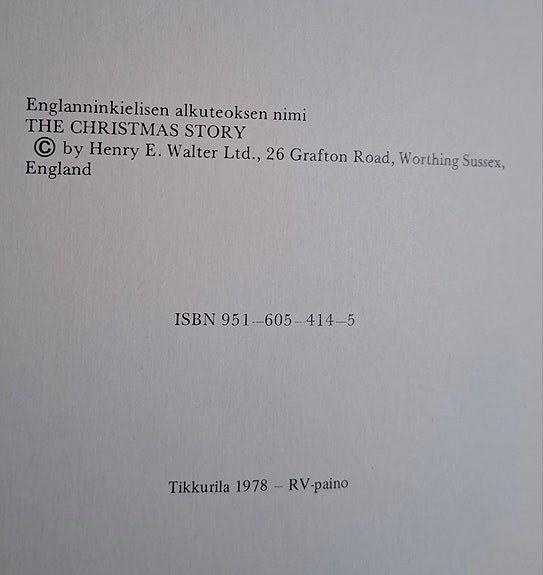 Englanninkielisen alkuteoksen nimi
THE CHRISTMAS STORY
© by Henry E. Walter Ltd., 26 Grafton Road, Worthing Sussex,
England
ISBN 951–605–414–5
Tikkurila 1978 – RV-paino